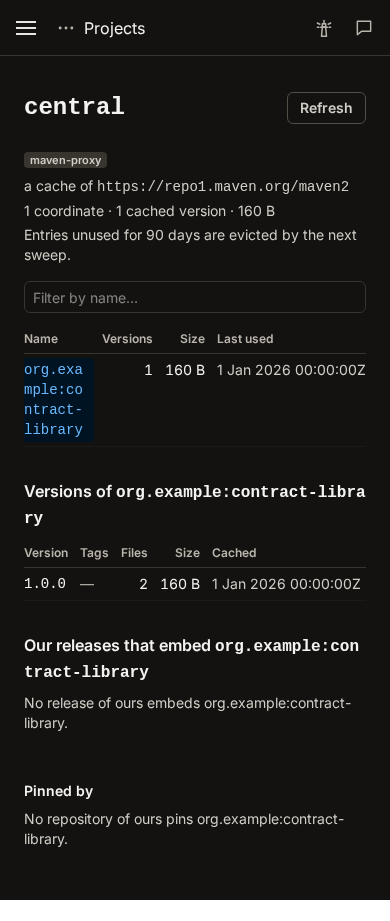 ··· Projects
central Refresh
maven-proxy
a cache of https://repo1.maven.org/maven2
1 coordinate · 1 cached version · 160 B
Entries unused for 90 days are evicted by the next
sweep.
Filter by name...
Name Versions Size Last used
org.exa 1 160 B 1 Jan 2026 00:00:00Z
mple:co
ntract-
library
Versions of org.example:contract-libra
ry
Version Tags Files Size Cached
1.0.0 — 2 160 B 1 Jan 2026 00:00:00Z
Our releases that embed org.example:con
tract-library
No release of ours embeds org.example:contract-
library.
Pinned by
No repository of ours pins org.example:contract-
library.